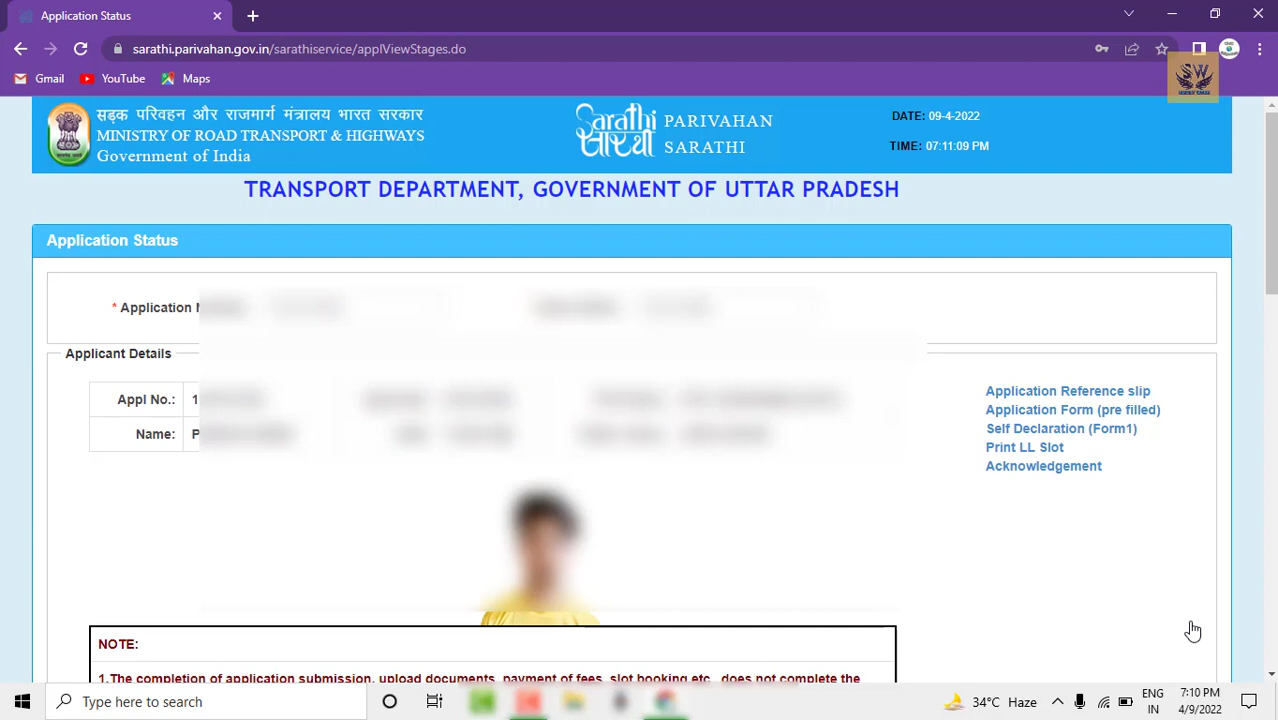 Application Status
sarathi.parivahan.gov.in/sarathiservice/applViewStages.do
Gmail YouTube Maps
SW
सड़क परिवहन और राजमार्ग मंत्रालय भारत सरकार
MINISTRY OF ROAD TRANSPORT & HIGHWAYS
Government of India
Sarathi सारथी
PARIVAHAN
SARATHI
DATE: 09-4-2022
TIME: 07:11:09 PM
TRANSPORT DEPARTMENT, GOVERNMENT OF UTTAR PRADESH
Application Status
* Application
Applicant Details
Appl No.: 1
Name: P
Application Reference slip
Application Form (pre filled)
Self Declaration (Form1)
Print LL Slot
Acknowledgement
NOTE:
1.The completion of application submission, upload documents, payment of fees, slot booking etc., does not complete the
Type here to search
34°C Haze
ENG
IN
7:10 PM
4/9/2022